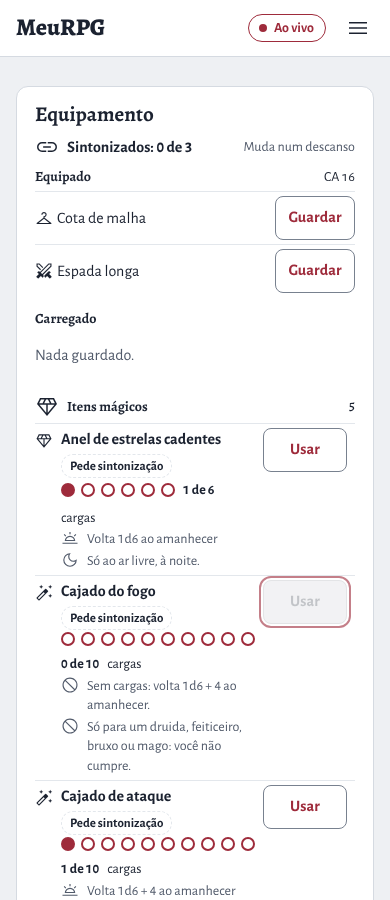 MeuRPG
Ao vivo
Equipamento
Sintonizados: 0 de 3
Muda num descanso
Equipado
CA 16
Cota de malha
Guardar
Espada longa
Guardar
Carregado
Nada guardado.
Itens mágicos
5
Anel de estrelas cadentes
Usar
Pede sintonização
1 de 6
cargas
Volta 1d6 ao amanhecer
Só ao ar livre, à noite.
Cajado do fogo
Usar
Pede sintonização
0 de 10 cargas
Sem cargas: volta 1d6 + 4 ao
amanhecer.
Só para um druida, feiticeiro,
bruxo ou mago: você não
cumpre.
Cajado de ataque
Usar
Pede sintonização
1 de 10 cargas
Volta 1d6 + 4 ao amanhecer